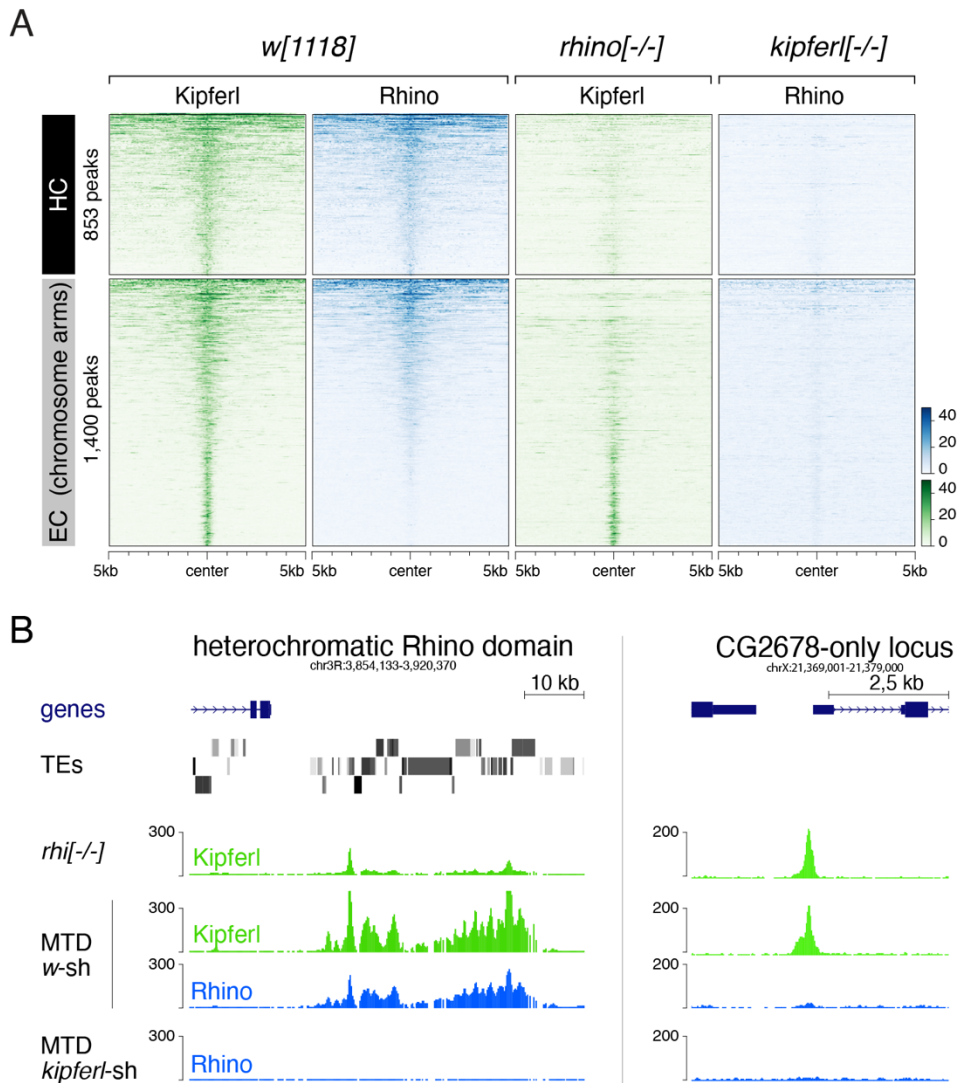 A
w[1118] rhino[-/-] kipferl[-/-]
Kipferl Rhino Kipferl Rhino
HC
853 peaks
EC (chromosome arms)
1,400 peaks
40
20
0
40
20
0
5kb center 5kb 5kb center 5kb 5kb center 5kb 5kb center 5kb
B
heterochromatic Rhino domain
chr3R:3,854,133-3,920,370
10 kb
CG2678-only locus
chrX:21,369,001-21,379,000
2,5 kb
genes
TEs
rhi[-/-]
300
Kipferl
200
0
MTD
w-sh
300
Kipferl
200
0
300
Rhino
200
0
MTD
kipferl-sh
300
Rhino
200